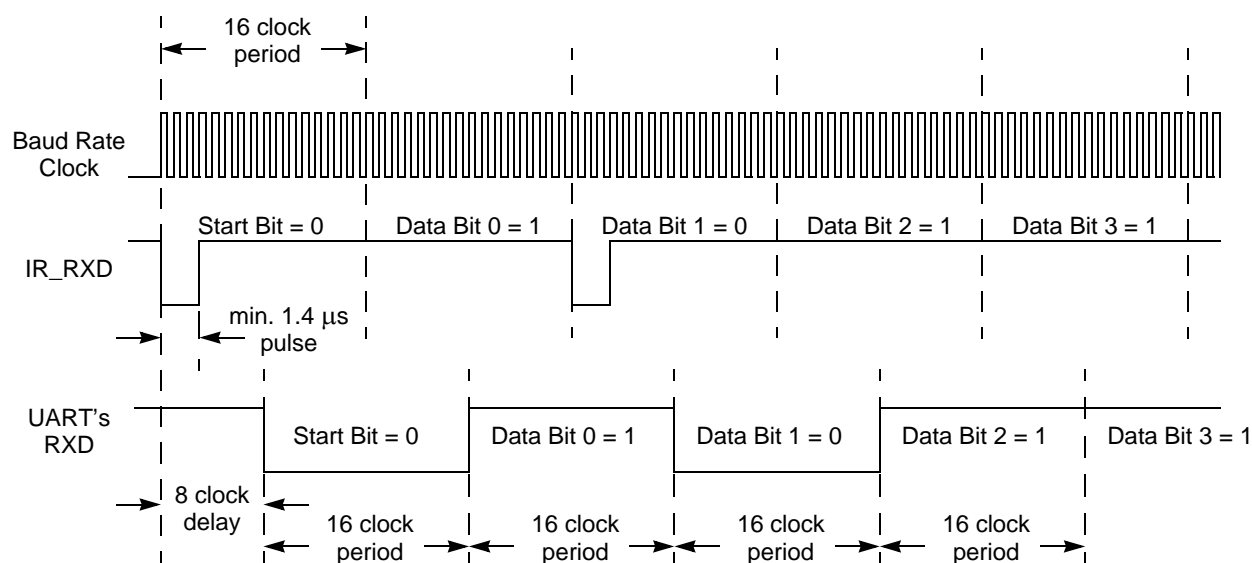 16 clock
period
Baud Rate
Clock
Start Bit = 0
Data Bit 0 = 1
Data Bit 1 = 0
Data Bit 2 = 1
Data Bit 3 = 1
IR_RXD
min. 1.4 μs
pulse
UART's
RXD
Start Bit = 0
Data Bit 0 = 1
Data Bit 1 = 0
Data Bit 2 = 1
Data Bit 3 = 1
8 clock
delay
16 clock
period
16 clock
period
16 clock
period
16 clock
period